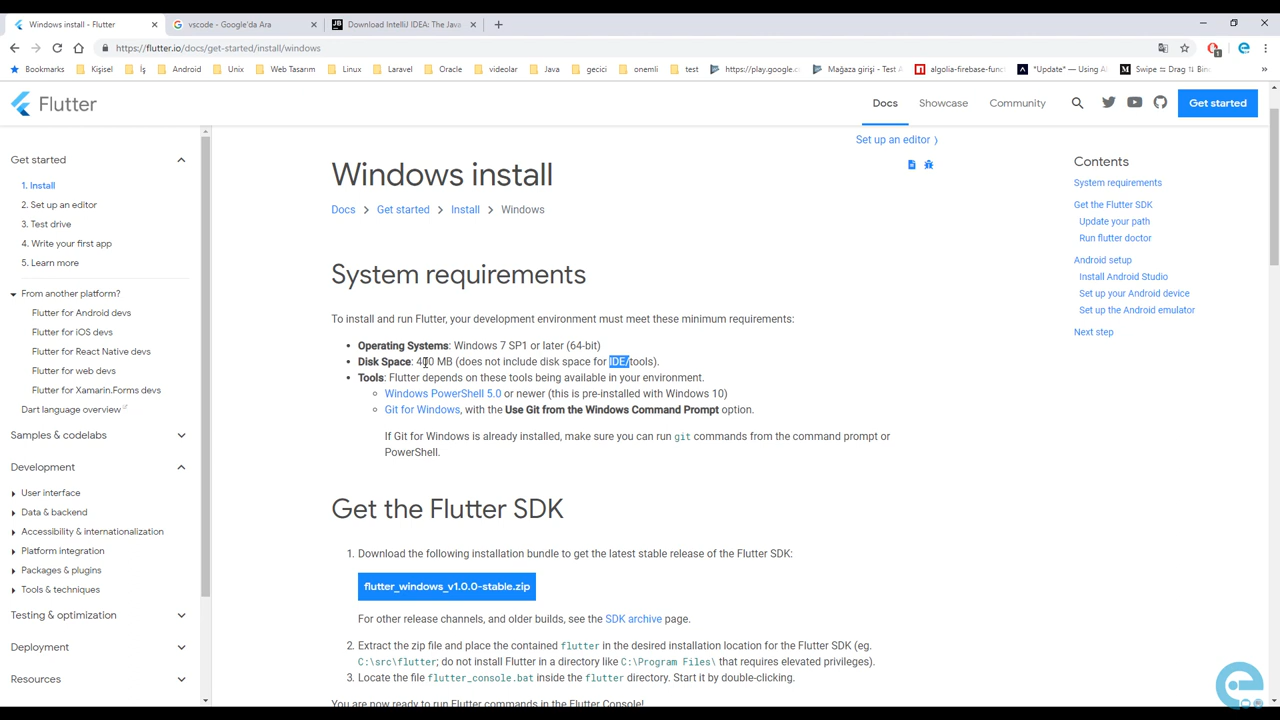 Windows install - Flutter
vscode - Google'da Ara
Download IntelliJ IDEA: The Java
https://flutter.io/docs/get-started/install/windows
Bookmarks Kişisel İş Android Unix Web Tasarım Linux Laravel Oracle videolar Java gecici onemli test https://play.google.c Mağaza girişi - Test A algolia-firebase-func *Update* — Using Al Swipe ⇆ Drag ⇅ Bin
Flutter
Docs Showcase Community Get started
Set up an editor
Get started
1. Install
2. Set up an editor
3. Test drive
4. Write your first app
5. Learn more
From another platform?
Flutter for Android devs
Flutter for iOS devs
Flutter for React Native devs
Flutter for web devs
Flutter for Xamarin.Forms devs
Dart language overview
Samples & codelabs
Development
User interface
Data & backend
Accessibility & internationalization
Platform integration
Packages & plugins
Tools & techniques
Testing & optimization
Deployment
Resources
Windows install
Docs Get started Install Windows
System requirements
To install and run Flutter, your development environment must meet these minimum requirements:
Operating Systems: Windows 7 SP1 or later (64-bit)
Disk Space: 400 MB (does not include disk space for IDE/tools).
Tools: Flutter depends on these tools being available in your environment.
Windows PowerShell 5.0 or newer (this is pre-installed with Windows 10)
Git for Windows, with the Use Git from the Windows Command Prompt option.
If Git for Windows is already installed, make sure you can run git commands from the command prompt or
PowerShell.
Get the Flutter SDK
1. Download the following installation bundle to get the latest stable release of the Flutter SDK:
flutter_windows_v1.0.0-stable.zip
For other release channels, and older builds, see the SDK archive page.
2. Extract the zip file and place the contained flutter in the desired installation location for the Flutter SDK (eg.
C:\src\flutter; do not install Flutter in a directory like C:\Program Files\ that requires elevated privileges).
3. Locate the file flutter_console.bat inside the flutter directory. Start it by double-clicking.
You are now ready to run Flutter commands in the Flutter Console!
Contents
System requirements
Get the Flutter SDK
Update your path
Run flutter doctor
Android setup
Install Android Studio
Set up your Android device
Set up the Android emulator
Next step